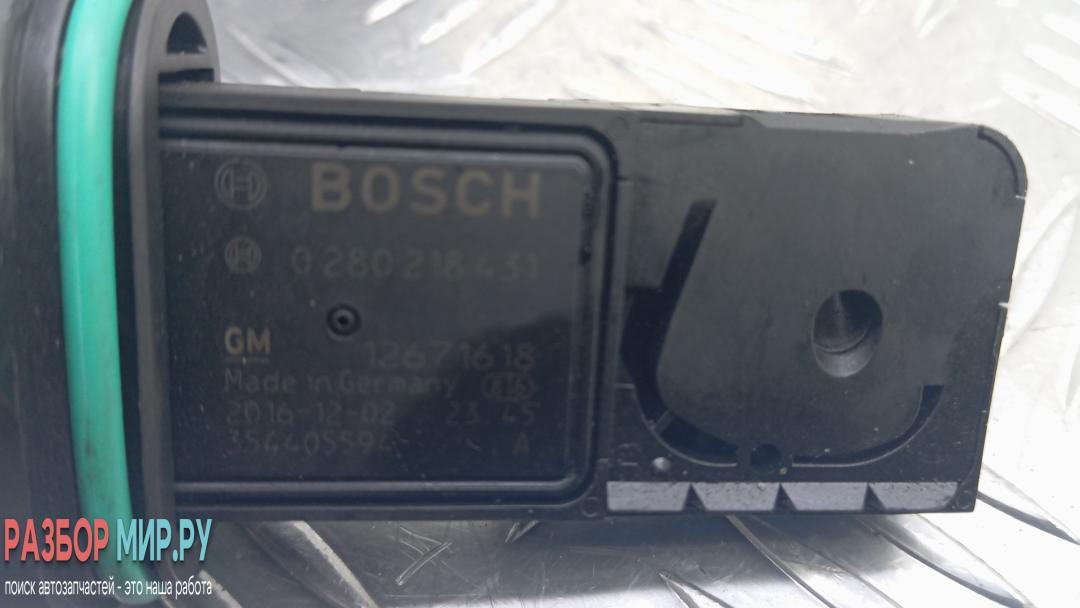 BOSCH
0 280 218 431
GM 12671618
Made in Germany
2016-12-02 23 45
354405594 A
РАЗБОР МИР.РУ
поиск автозапчастей - это наша работа